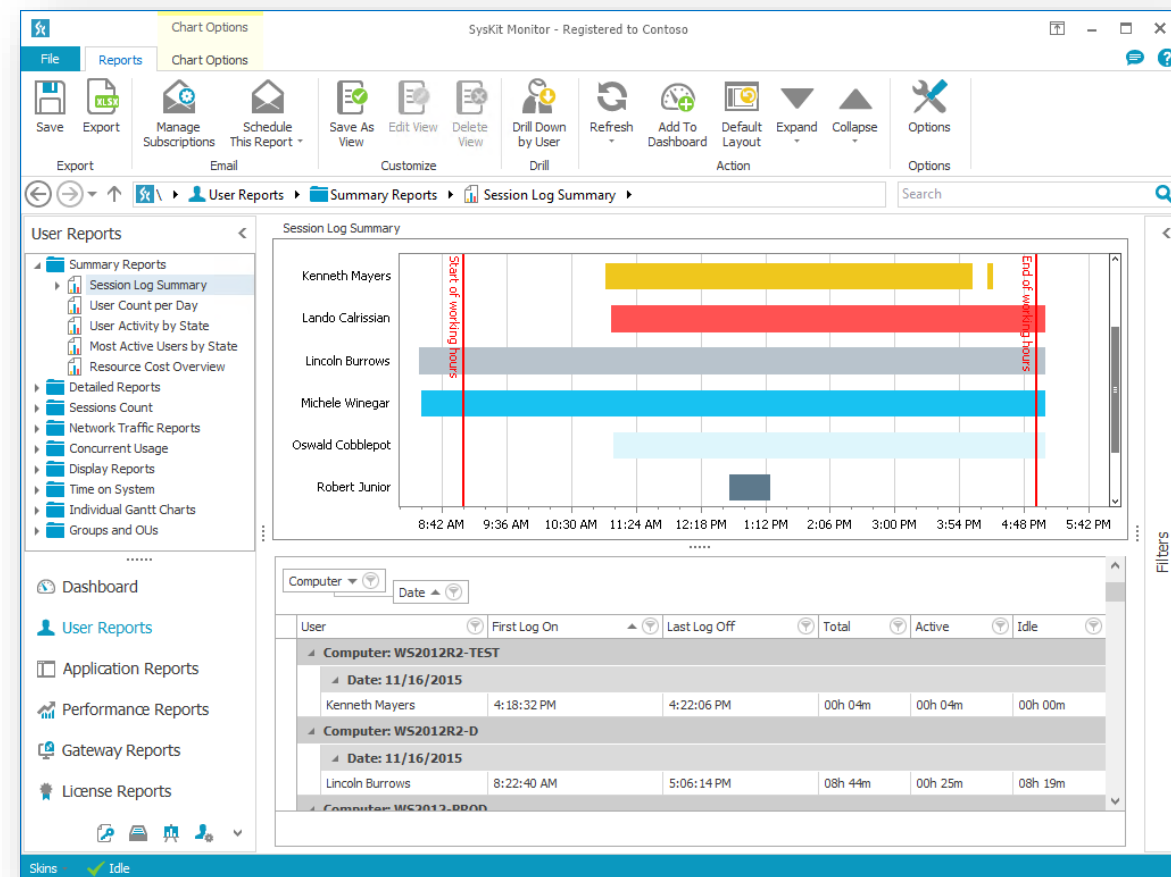 Chart Options
SysKit Monitor - Registered to Contoso
File Reports Chart Options
XLSX
Save Export Manage Subscriptions Schedule This Report Save As View Edit View Delete View Drill Down by User Refresh Add To Dashboard Default Layout Expand Collapse Options
Export Email Customize Drill Action Options
\ User Reports Summary Reports Session Log Summary Search
User Reports
Summary Reports
Session Log Summary
User Count per Day
User Activity by State
Most Active Users by State
Resource Cost Overview
Detailed Reports
Sessions Count
Network Traffic Reports
Concurrent Usage
Display Reports
Time on System
Individual Gantt Charts
Groups and OUs
Dashboard
User Reports
Application Reports
Performance Reports
Gateway Reports
License Reports
Session Log Summary
Kenneth Mayers
Lando Calrissian
Lincoln Burrows
Michele Winegar
Oswald Cobblepot
Robert Junior
Start of working hours
End of working hours
8:42 AM 9:36 AM 10:30 AM 11:24 AM 12:18 PM 1:12 PM 2:06 PM 3:00 PM 3:54 PM 4:48 PM 5:42 PM
Filters
Computer
Date
User First Log On Last Log Off Total Active Idle
Computer: WS2012R2-TEST
Date: 11/16/2015
Kenneth Mayers 4:18:32 PM 4:22:06 PM 00h 04m 00h 04m 00h 00m
Computer: WS2012R2-D
Date: 11/16/2015
Lincoln Burrows 8:22:40 AM 5:06:14 PM 08h 44m 00h 25m 08h 19m
Computer: WS2012-PROD
Skins Idle